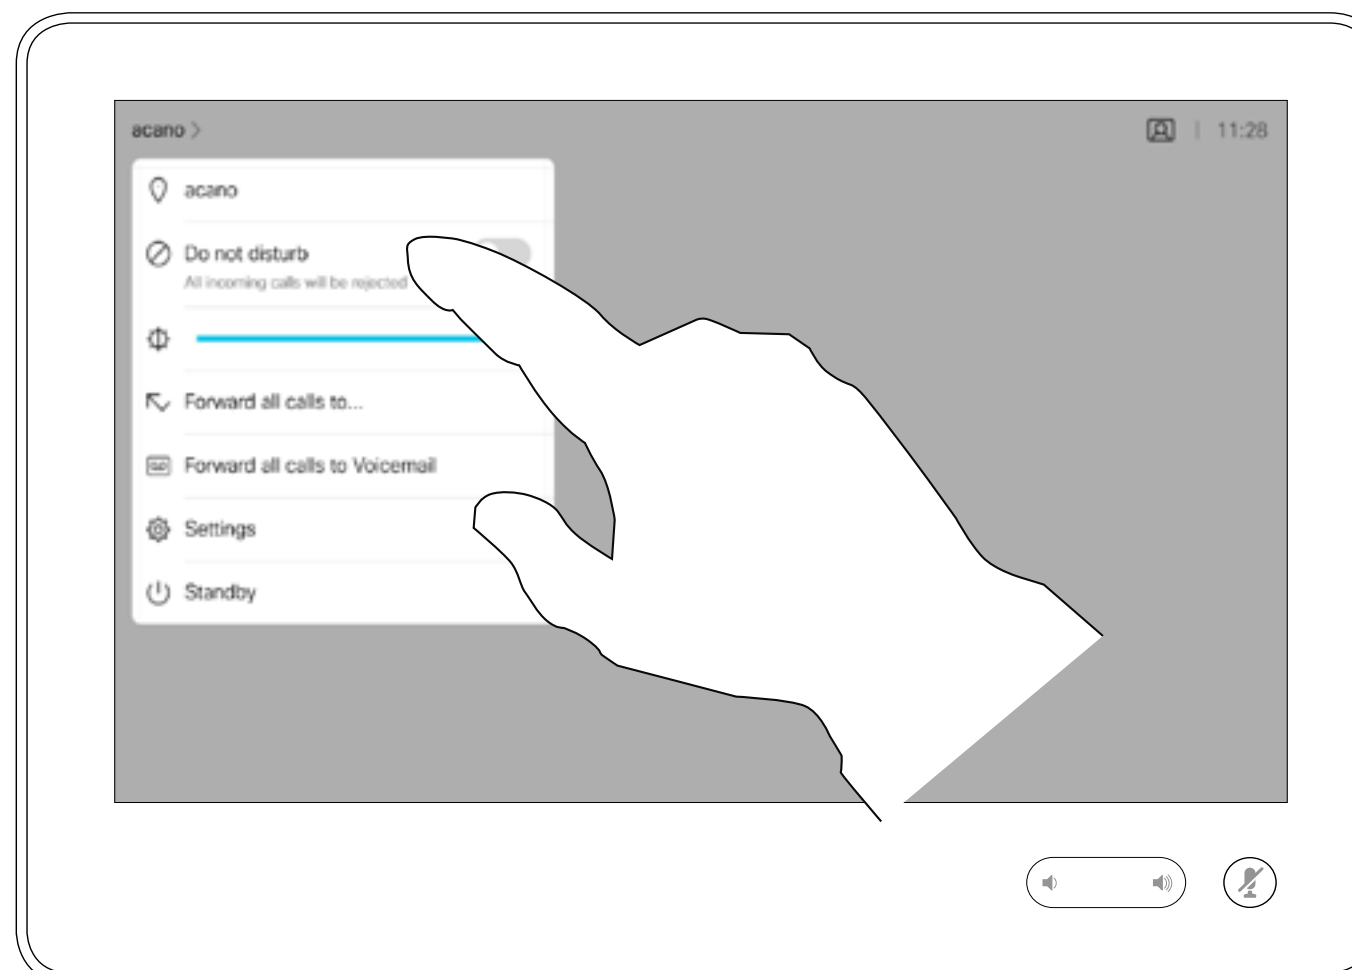 acano
11:28
acano
Do not disturb
All incoming calls will be rejected
Forward all calls to...
Forward all calls to Voicemail
Settings
Standby